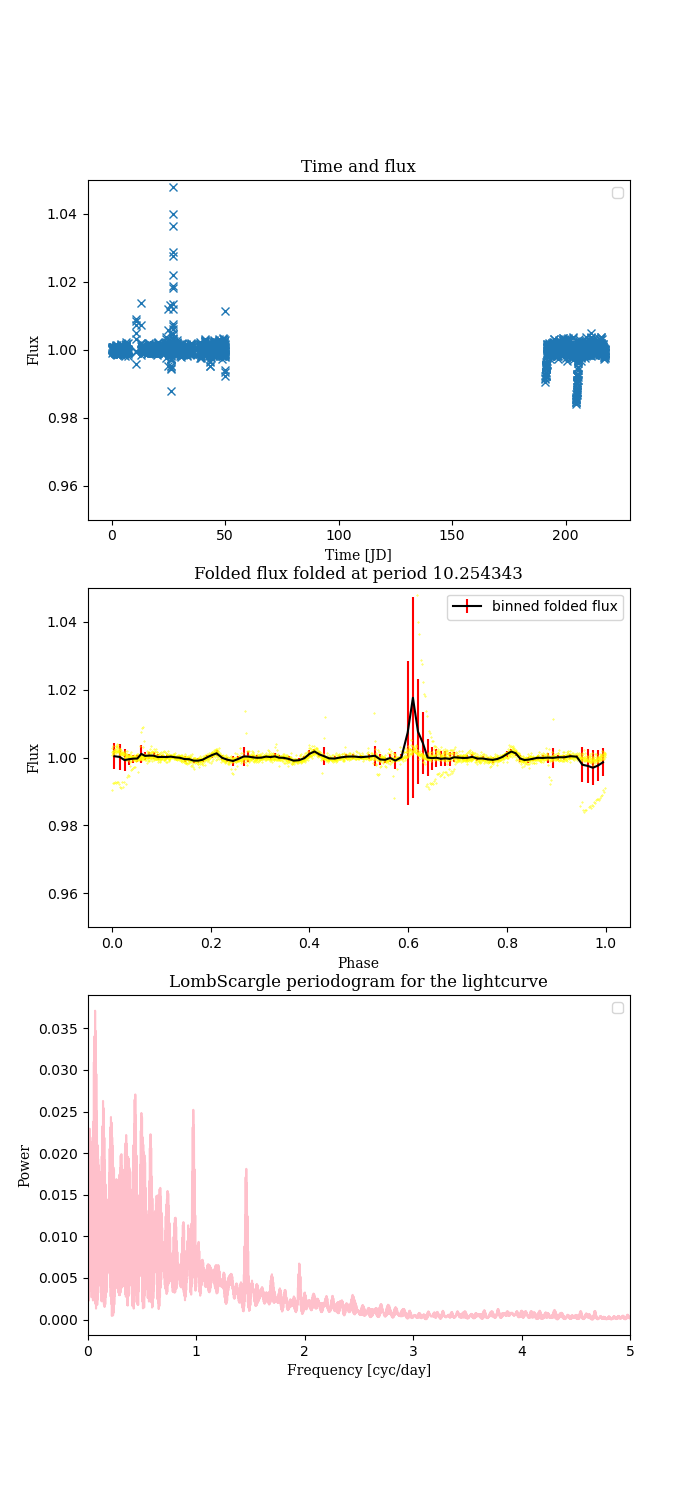 Time and flux
1.04
1.02
1.00
0.98
0.96
Flux
0 50 100 150 200
Time [JD]
Folded flux folded at period 10.254343
binned folded flux
1.04
1.02
1.00
0.98
0.96
Flux
0.0 0.2 0.4 0.6 0.8 1.0
Phase
LombScargle periodogram for the lightcurve
0.035
0.030
0.025
0.020
0.015
0.010
0.005
0.000
Power
0 1 2 3 4 5
Frequency [cyc/day]